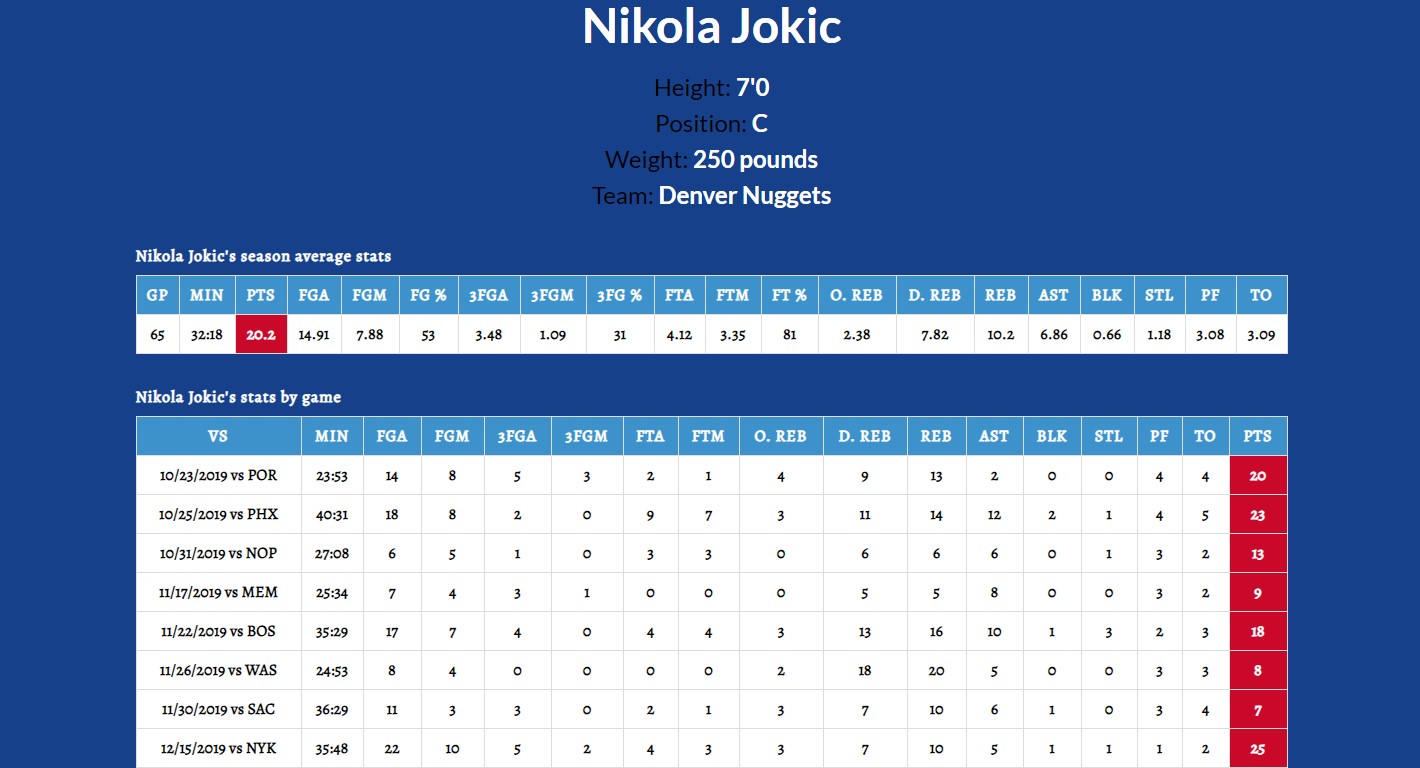 Nikola Jokic
Height: 7'0
Position: C
Weight: 250 pounds
Team: Denver Nuggets
Nikola Jokic's season average stats
GP MIN PTS FGA FGM FG % 3FGA 3FGM 3FG % FTA FTM FT % O. REB D. REB REB AST BLK STL PF TO
65 32:18 20.2 14.91 7.88 53 3.48 1.09 31 4.12 3.35 81 2.38 7.82 10.2 6.86 0.66 1.18 3.08 3.09
Nikola Jokic's stats by game
VS MIN FGA FGM 3FGA 3FGM FTA FTM O. REB D. REB REB AST BLK STL PF TO PTS
10/23/2019 vs POR 23:53 14 8 5 3 2 1 4 9 13 2 0 0 4 4 20
10/25/2019 vs PHX 40:31 18 8 2 0 9 7 3 11 14 12 2 1 4 5 23
10/31/2019 vs NOP 27:08 6 5 1 0 3 3 0 6 6 6 0 1 3 2 13
11/17/2019 vs MEM 25:34 7 4 3 1 0 0 0 5 5 8 0 0 3 2 9
11/22/2019 vs BOS 35:29 17 7 4 0 4 4 3 13 16 10 1 3 2 3 18
11/26/2019 vs WAS 24:53 8 4 0 0 0 0 2 18 20 5 0 0 3 3 8
11/30/2019 vs SAC 36:29 11 3 3 0 2 1 3 7 10 6 1 0 3 4 7
12/15/2019 vs NYK 35:48 22 10 5 2 4 3 3 7 10 5 1 1 1 2 25